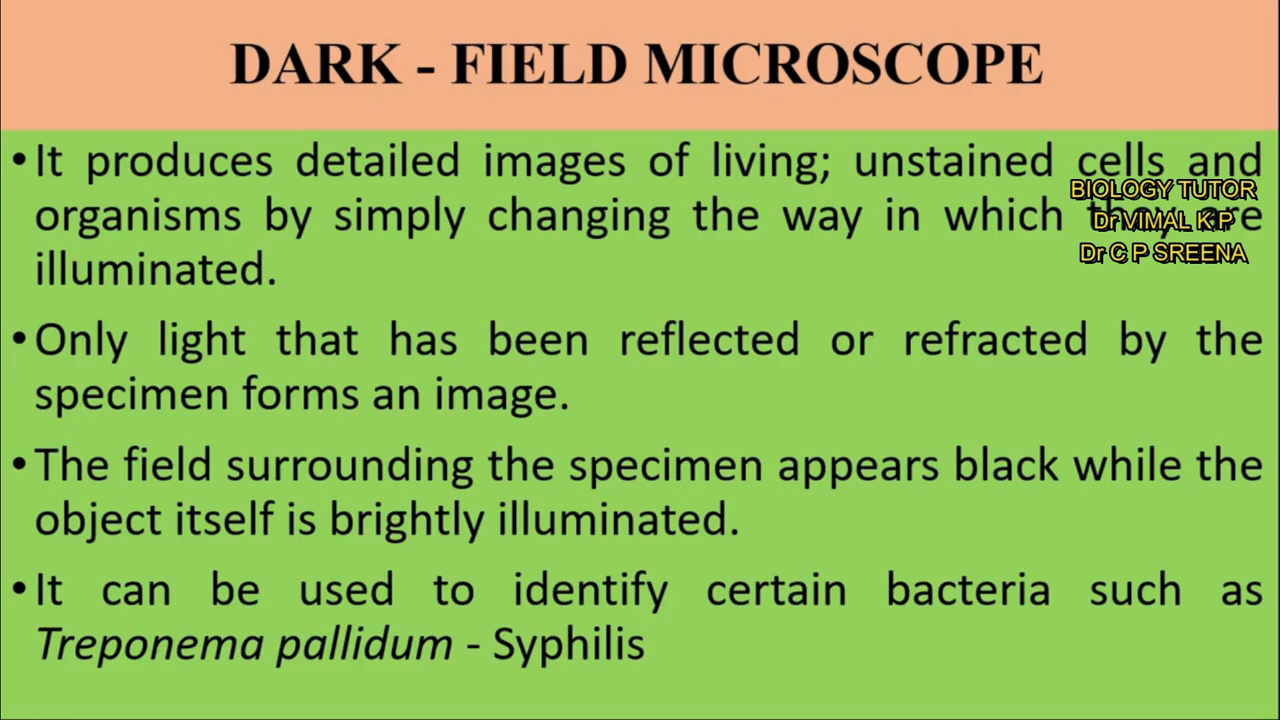 DARK - FIELD MICROSCOPE
• It produces detailed images of living; unstained cells and
organisms by simply changing the way in which
illuminated.
• Only light that has been reflected or refracted by the
specimen forms an image.
• The field surrounding the specimen appears black while the
object itself is brightly illuminated.
• It can be used to identify certain bacteria such as
Treponema pallidum - Syphilis
BIOLOGY TUTOR
Dr VIMAL K P
Dr C P SREENA